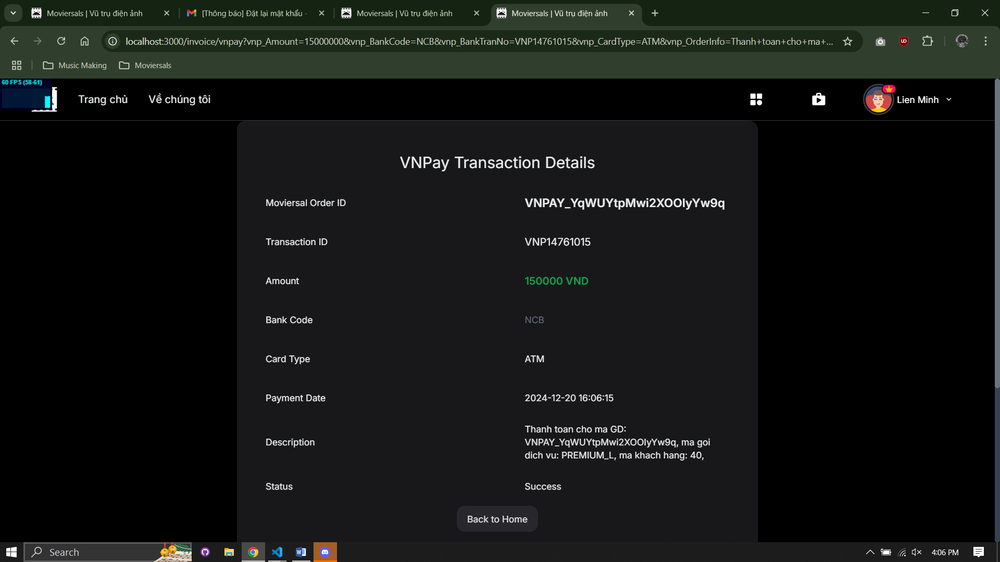 Moviersals | Vũ trụ điện ảnh
[Thông báo] Đặt lại mật khẩu -
Moviersals | Vũ trụ điện ảnh
Moviersals | Vũ trụ điện ảnh
localhost:3000/invoice/vnpay?vnp_Amount=15000000&vnp_BankCode=NCB&vnp_BankTranNo=VNP14761015&vnp_CardType=ATM&vnp_OrderInfo=Thanh+toan+cho+ma+...
Music Making
Moviersals
60 FPS (58-61)
Trang chủ
Về chúng tôi
Lien Minh
VNPay Transaction Details
Moviersal Order ID
VNPAY_YqWUYtpMwi2XOOIyYw9q
Transaction ID
VNP14761015
Amount
150000 VND
Bank Code
NCB
Card Type
ATM
Payment Date
2024-12-20 16:06:15
Description
Thanh toan cho ma GD:
VNPAY_YqWUYtpMwi2XOOIyYw9q, ma goi
dich vu: PREMIUM_L, ma khach hang: 40,
Status
Success
Back to Home
Search
4:06 PM